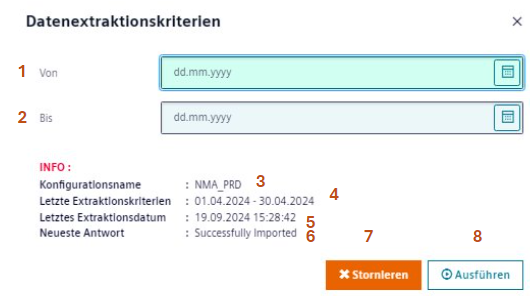 Datenextraktionskriterien ×
1 Von dd.mm.yyyy
2 Bis dd.mm.yyyy
INFO :
Konfigurationsname : NMA_PRD 3
Letzte Extraktionskriterien : 01.04.2024 - 30.04.2024 4
Letztes Extraktionsdatum : 19.09.2024 15:28:42 5
Neueste Antwort : Successfully Imported 6
7 8
Stornieren Ausführen